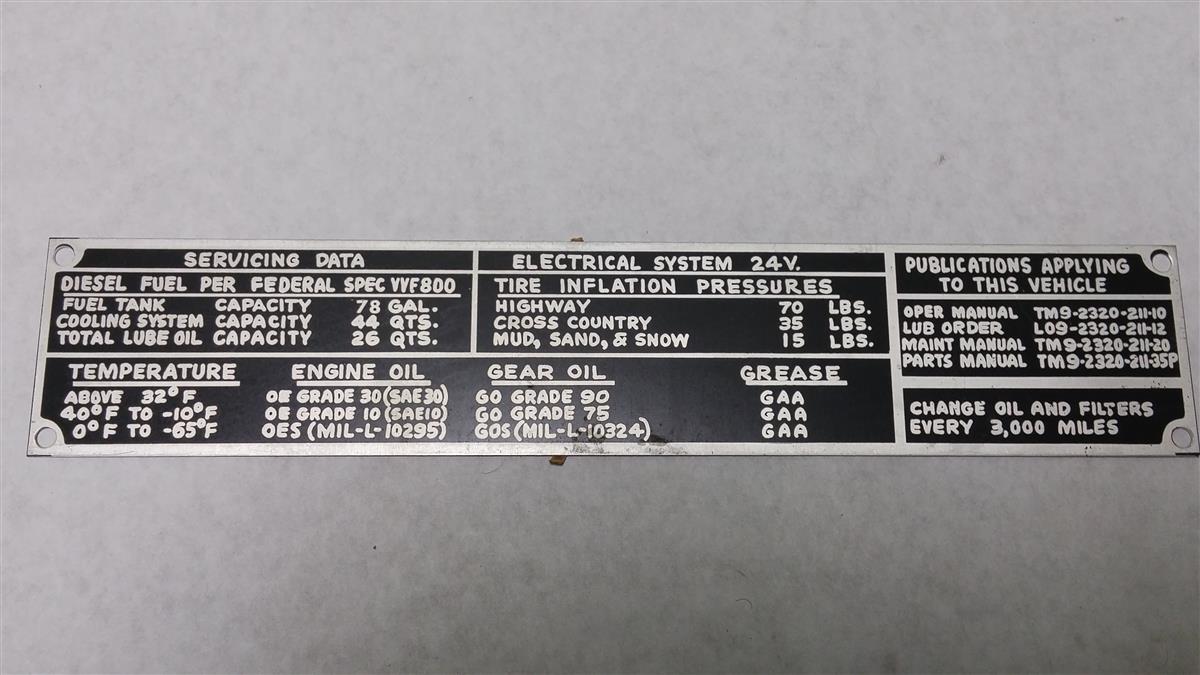 SERVICING DATA
DIESEL FUEL PER FEDERAL SPEC VVF800
FUEL TANK CAPACITY 78 GAL.
COOLING SYSTEM CAPACITY 44 QTS.
TOTAL LUBE OIL CAPACITY 26 QTS.
ELECTRICAL SYSTEM 24V.
TIRE INFLATION PRESSURES
HIGHWAY 70 LBS.
CROSS COUNTRY 35 LBS.
MUD, SAND, & SNOW 15 LBS.
TEMPERATURE ENGINE OIL GEAR OIL GREASE
ABOVE 32°F OE GRADE 30 (SAE30) GO GRADE 90 GAA
40°F TO -10°F OE GRADE 10 (SAE10) GO GRADE 75 GAA
0°F TO -65°F OES (MIL-L-10295) GOS (MIL-L-10324) GAA
PUBLICATIONS APPLYING
TO THIS VEHICLE
OPER MANUAL TM9-2320-211-10
LUB ORDER LO9-2320-211-12
MAINT MANUAL TM9-2320-211-20
PARTS MANUAL TM9-2320-211-35P
CHANGE OIL AND FILTERS
EVERY 3,000 MILES